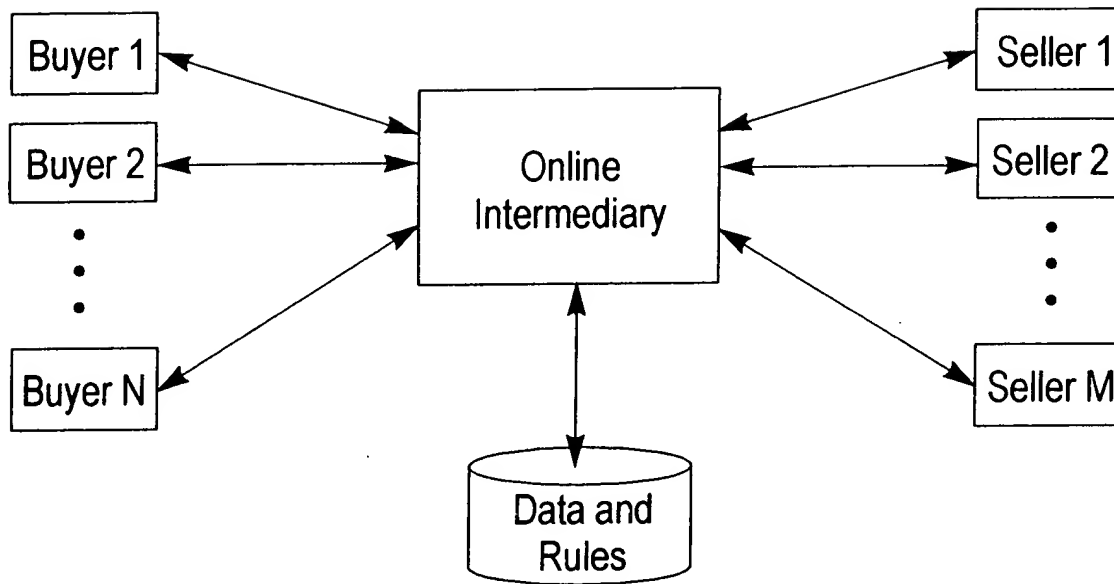 Buyer 1
Buyer 2
Buyer N
Online
Intermediary
Data and
Rules
Seller 1
Seller 2
Seller M